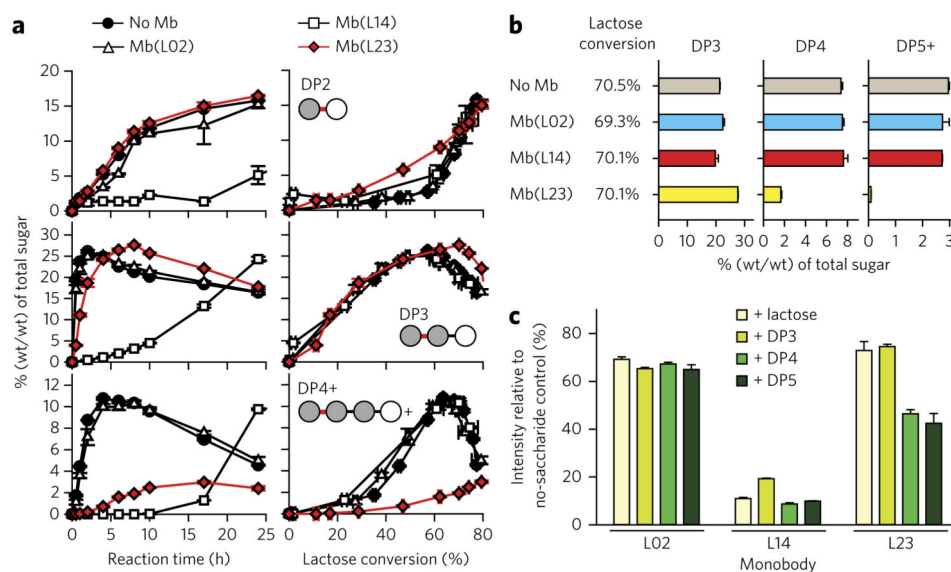 a
No Mb
Mb(L02)
Mb(L14)
Mb(L23)
% (wt/wt) of total sugar
20
15
10
5
0
DP2
30
25
20
15
10
5
0
DP3
12
10
8
6
4
2
0
DP4+
+
0 5 10 15 20 25
Reaction time (h)
0 20 40 60 80
Lactose conversion (%)
b
Lactose
conversion
DP3 DP4 DP5+
No Mb 70.5%
Mb(L02) 69.3%
Mb(L14) 70.1%
Mb(L23) 70.1%
0 10 20 30 0 2 4 6 8 0 1 2 3
% (wt/wt) of total sugar
c
Intensity relative to
no-saccharide control (%)
80
60
40
20
0
+ lactose
+ DP3
+ DP4
+ DP5
L02 L14 L23
Monobody